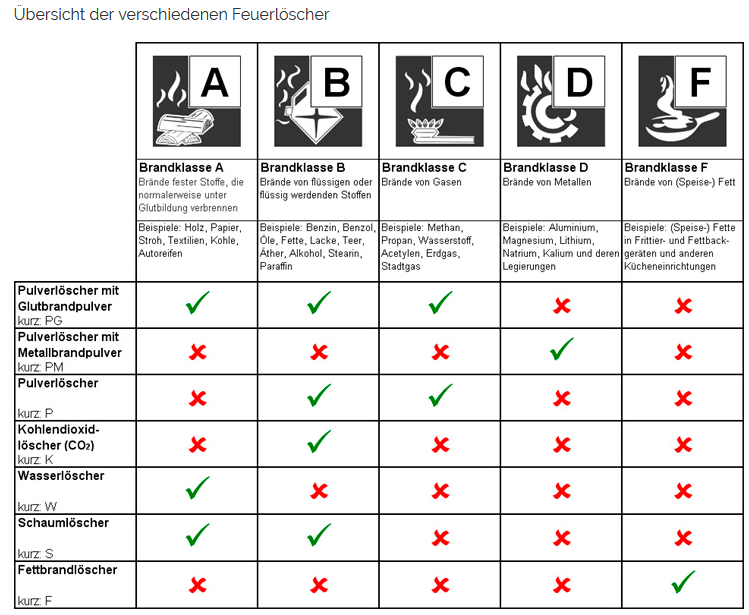 Übersicht der verschiedenen Feuerlöscher
A
B
C
D
F
Brandklasse A
Brände fester Stoffe, die
normalerweise unter
Glutbildung verbrennen
Brandklasse B
Brände von flüssigen oder
flüssig werdenden Stoffen
Brandklasse C
Brände von Gasen
Brandklasse D
Brände von Metallen
Brandklasse F
Brände von (Speise-) Fett
Beispiele: Holz, Papier,
Stroh, Textilien, Kohle,
Autoreifen
Beispiele: Benzin, Benzol,
Öle, Fette, Lacke, Teer,
Äther, Alkohol, Stearin,
Paraffin
Beispiele: Methan,
Propan, Wasserstoff,
Acetylen, Erdgas,
Stadtgas
Beispiele: Aluminium,
Magnesium, Lithium,
Natrium, Kalium und deren
Legierungen
Beispiele: (Speise-) Fette
in Frittier- und Fettback-
geräten und anderen
Kücheneinrichtungen
Pulverlöscher mit
Glutbrandpulver
kurz: PG
Pulverlöscher mit
Metallbrandpulver
kurz: PM
Pulverlöscher
kurz: P
Kohlendioxid-
löscher (CO₂)
kurz: K
Wasserlöscher
kurz: W
Schaumlöscher
kurz: S
Fettbrandlöscher
kurz: F